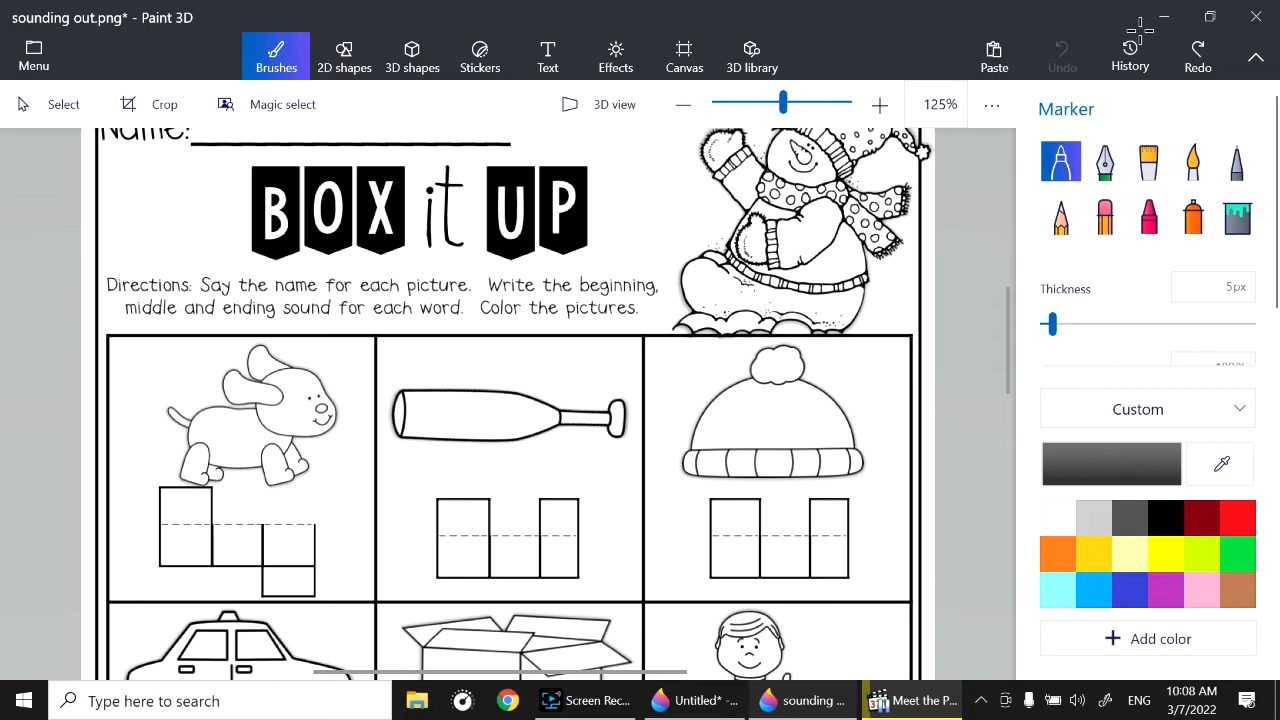 sounding out.png* - Paint 3D
Menu
Brushes
2D shapes
3D shapes
Stickers
Text
Effects
Canvas
3D library
Paste
Undo
History
Redo
Select
Crop
Magic select
3D view
125%
Marker
Name:
BOX it UP
Directions: Say the name for each picture. Write the beginning,
middle and ending sound for each word. Color the pictures.
Thickness
5px
Custom
Add color
Type here to search
Screen Rec...
Untitled* -...
sounding ...
Meet the P...
ENG
10:08 AM
3/7/2022